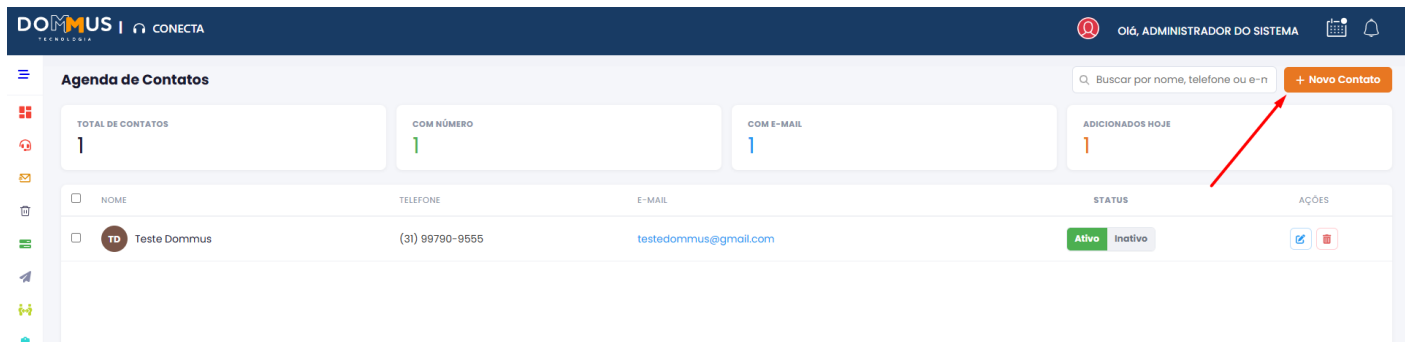 DOMMUS | CONECTA
TECNOLOGIA
Olá, ADMINISTRADOR DO SISTEMA
Agenda de Contatos
Buscar por nome, telefone ou e-m
+ Novo Contato
TOTAL DE CONTATOS
1
COM NÚMERO
1
COM E-MAIL
1
ADICIONADOS HOJE
1
NOME TELEFONE E-MAIL STATUS AÇÕES
TD Teste Dommus (31) 99790-9555 testedommus@gmail.com Ativo Inativo